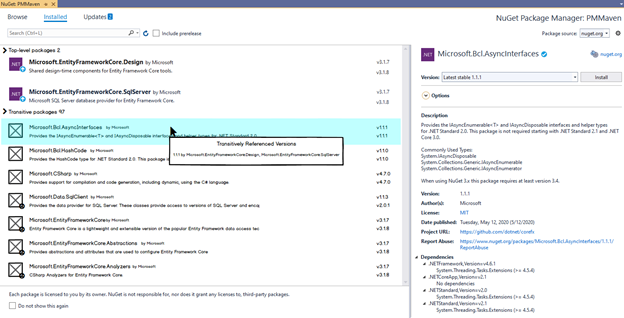 NuGet: PMMaven
Browse
Installed
Updates 2
NuGet Package Manager: PMMaven
Search (Ctrl+L)
Include prerelease
Package source: nuget.org
Top-level packages 2
.NET
Microsoft.EntityFrameworkCore.Design by Microsoft
v3.1.7
Shared design-time components for Entity Framework Core tools.
v3.1.8
.NET
Microsoft.EntityFrameworkCore.SqlServer by Microsoft
v3.1.7
Microsoft SQL Server database provider for Entity Framework Core.
v3.1.8
Transitive packages 97
Microsoft.Bcl.AsyncInterfaces by Microsoft
v1.1.1
Provides the IAsyncEnumerable<T> and IAsyncDisposable interfaces and helper types for .NET Standard 2.0.
v1.1.1
Transitively Referenced Versions
1.1.1 by Microsoft.EntityFrameworkCore.Design, Microsoft.EntityFrameworkCore.SqlServer
Microsoft.Bcl.HashCode by Microsoft
v1.1.0
Provides the HashCode type for .NET Standard 2.0. This package is
v1.1.0
Microsoft.CSharp by Microsoft
v4.7.0
Provides support for compilation and code generation, including dynamic, using the C# language
v4.7.0
Microsoft.Data.SqlClient by Microsoft
v1.1.3
Provides the data provider for SQL Server These classes provide access to versions of SQL Server and encap
v2.0.1
Microsoft.EntityFrameworkCore by Microsoft
v3.1.7
Entity Framework Core is a lightweight and extensible version of the popular Entity Framework data access tec
v3.1.8
Microsoft.EntityFrameworkCore.Abstractions by Microsoft
v3.1.7
Provides abstractions and attributes that are used to configure Entity Framework Core
v3.1.8
Microsoft.EntityFrameworkCore.Analyzers by Microsoft
v3.1.7
CSharp Analyzers for Entity Framework Core
v3.1.8
Each package is licensed to you by its owner. NuGet is not responsible, nor does it grant any licenses to, third-party packages.
Do not show this again
.NET
Microsoft.Bcl.AsyncInterfaces
nuget.org
Version: Latest stable 1.1.1
Install
Options
Description
Provides the IAsyncEnumerable<T> and IAsyncDisposable interfaces and helper types
for .NET Standard 2.0. This package is not required starting with .NET Standard 2.1 and .NET
Core 3.0.
Commonly Used Types:
System.IAsyncDisposable
System.Collections.Generic.IAsyncEnumerable
System.Collections.Generic.IAsyncEnumerator
When using NuGet 3.x this package requires at least version 3.4.
Version: 1.1.1
Author(s): Microsoft
License: MIT
Date published: Tuesday, May 12, 2020 (5/12/2020)
Project URL: https://github.com/dotnet/corefx
Report Abuse: https://www.nuget.org/packages/Microsoft.Bcl.AsyncInterfaces/1.1.1/
ReportAbuse
Dependencies
.NETFramework,Version=v4.6.1
System.Threading.Tasks.Extensions (>= 4.5.4)
.NETCoreApp,Version=v2.1
No dependencies
.NETStandard,Version=v2.0
System.Threading.Tasks.Extensions (>= 4.5.4)
.NETStandard,Version=v2.1
System.Threading.Tasks.Extensions (>= 4.5.4)